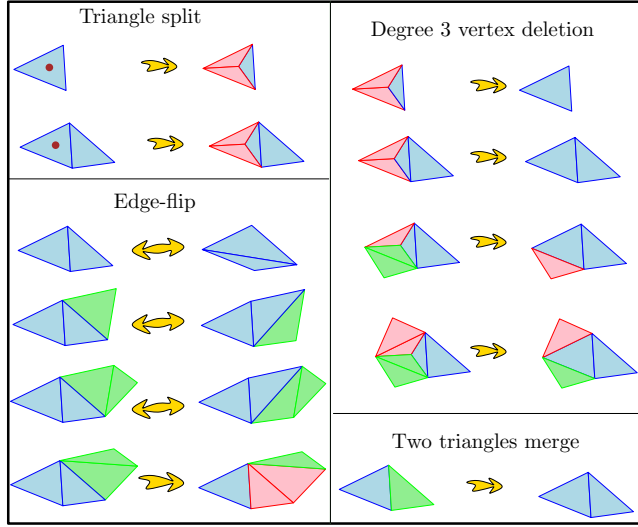 Triangle split
Degree 3 vertex deletion
Edge-flip
Two triangles merge